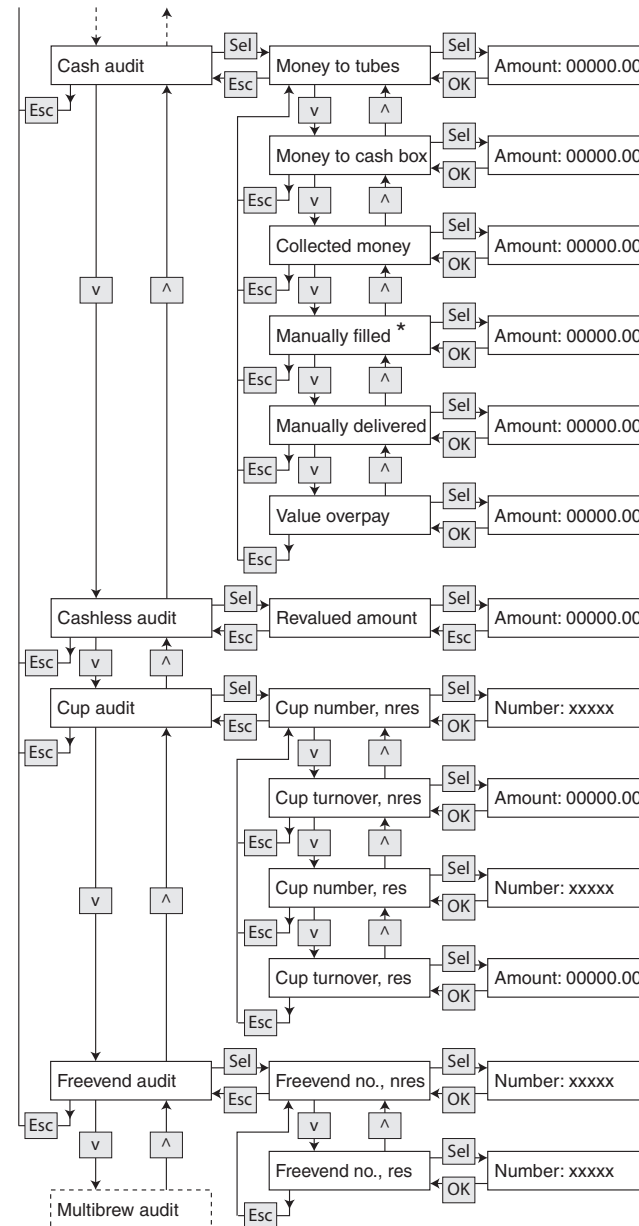 Sel Sel
Cash audit Money to tubes Amount: 00000.00
Esc OK
Esc v ^
Sel
Money to cash box Amount: 00000.00
OK
Esc v ^
Sel
Collected money Amount: 00000.00
OK
v ^ Esc v ^
Sel
Manually filled * Amount: 00000.00
OK
Esc v ^
Sel
Manually delivered Amount: 00000.00
OK
Esc v ^
Sel
Value overpay Amount: 00000.00
OK
Esc
Sel Sel
Cashless audit Revalued amount Amount: 00000.00
Esc Esc
Esc v ^
Sel Sel
Cup audit Cup number, nres Number: xxxxx
Esc OK
Esc v ^
Sel
Cup turnover, nres Amount: 00000.00
OK
Esc v ^
Sel
v ^ Cup number, res Number: xxxxx
OK
Esc v ^
Sel
Cup turnover, res Amount: 00000.00
OK
Esc
Sel Sel
Freevend audit Freevend no., nres Number: xxxxx
Esc OK
Esc v ^ v ^
Sel
Freevend no., res Number: xxxxx
OK
Multibrew audit Esc